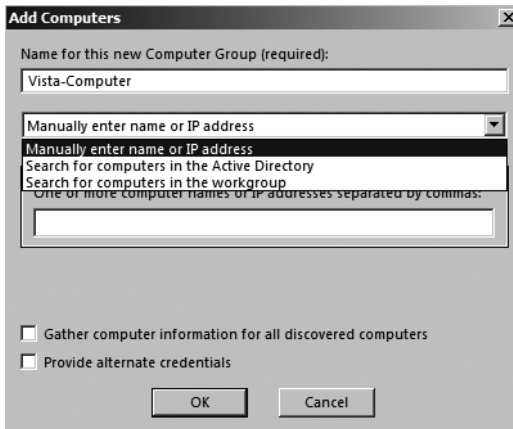 Add Computers
Name for this new Computer Group (required):
Vista-Computer
Manually enter name or IP address
Manually enter name or IP address
Search for computers in the Active Directory
Search for computers in the workgroup
One or more computer names or IP addresses separated by commas:
Gather computer information for all discovered computers
Provide alternate credentials
OK
Cancel